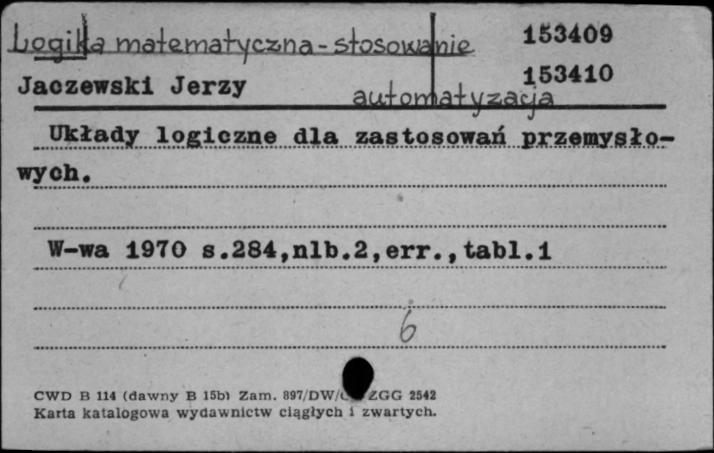 Logika matematyczna - stosowanie 153409
Jaczewski Jerzy 153410
automatyzacja
Układy logiczne dla zastosowań przemysło-
wych.
W-wa 1970 s.284,nlb.2,err.,tabl.1
6
CWD B 114 (dawny B 15b) Zam. 897/DW/ ZGG 2542
Karta katalogowa wydawnictw ciągłych i zwartych.